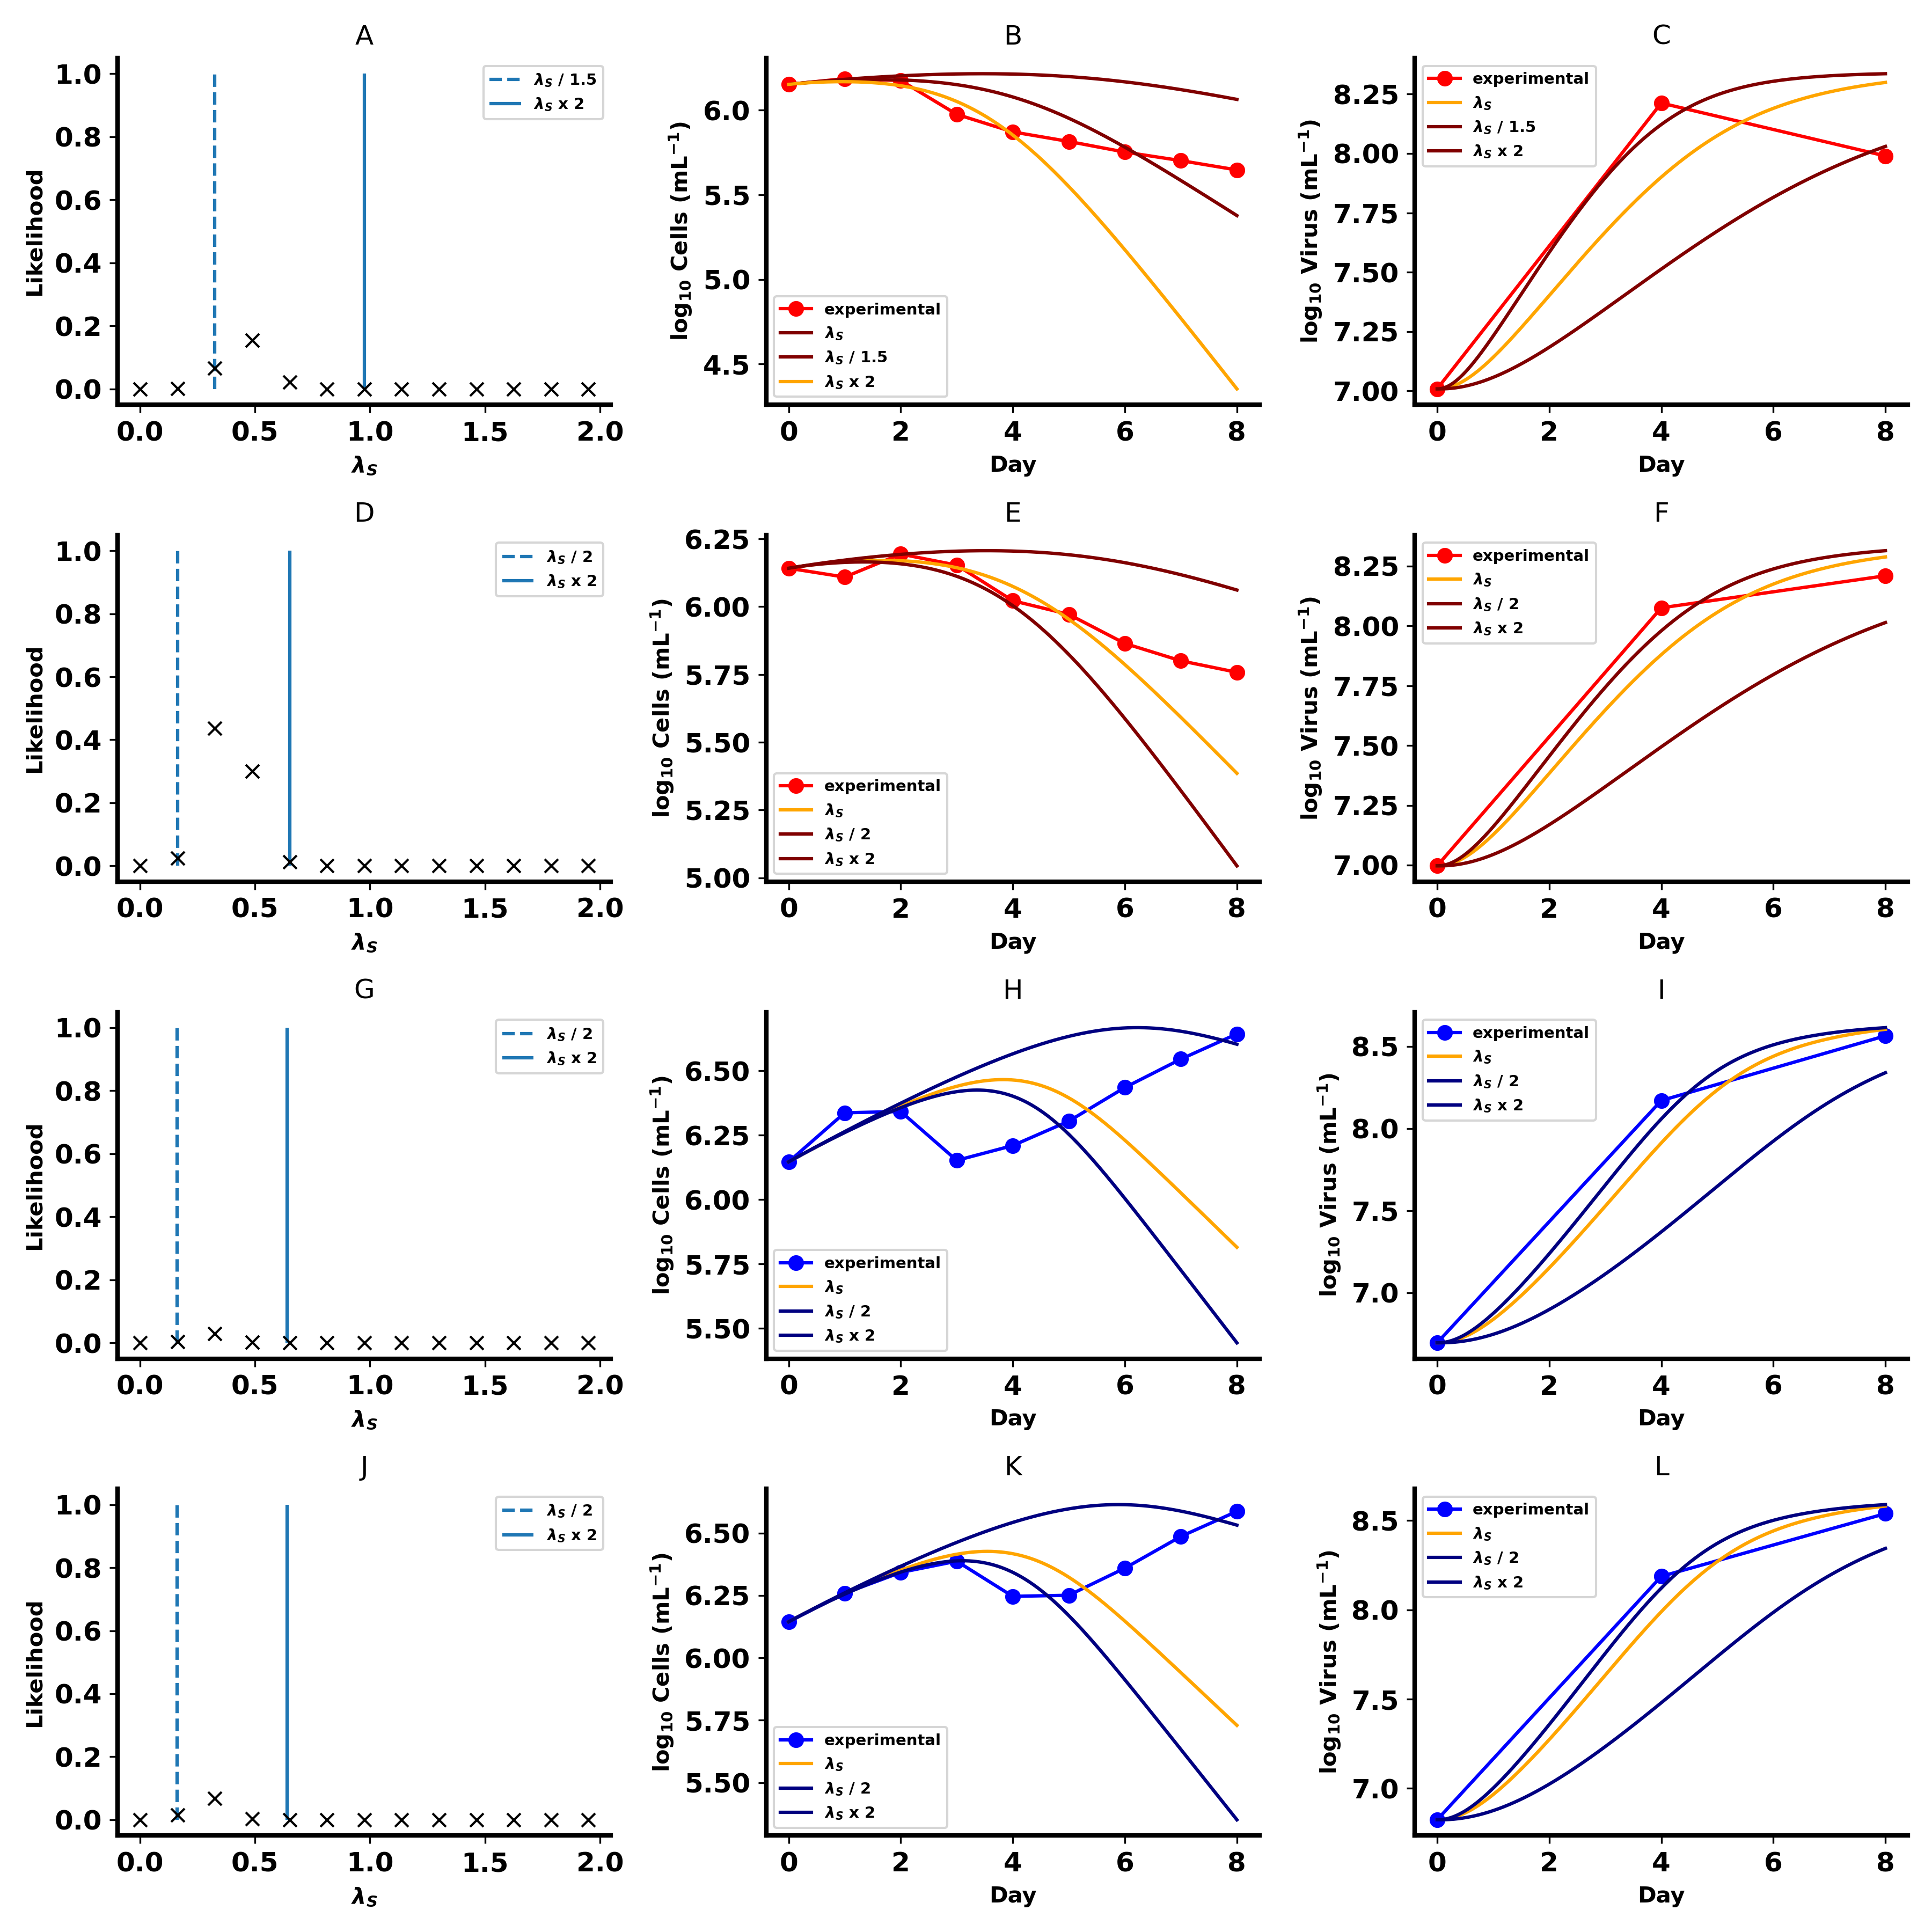 A
Likelihood
1.0
0.8
0.6
0.4
0.2
0.0
0.0 0.5 1.0 1.5 2.0
λS
λS / 1.5
λS x 2
B
log10 Cells (mL−1)
6.0
5.5
5.0
4.5
0 2 4 6 8
Day
experimental
λS
λS / 1.5
λS x 2
C
log10 Virus (mL−1)
8.25
8.00
7.75
7.50
7.25
7.00
0 2 4 6 8
Day
experimental
λS
λS / 1.5
λS x 2
D
Likelihood
1.0
0.8
0.6
0.4
0.2
0.0
0.0 0.5 1.0 1.5 2.0
λS
λS / 2
λS x 2
E
log10 Cells (mL−1)
6.25
6.00
5.75
5.50
5.25
5.00
0 2 4 6 8
Day
experimental
λS
λS / 2
λS x 2
F
log10 Virus (mL−1)
8.25
8.00
7.75
7.50
7.25
7.00
0 2 4 6 8
Day
experimental
λS
λS / 2
λS x 2
G
Likelihood
1.0
0.8
0.6
0.4
0.2
0.0
0.0 0.5 1.0 1.5 2.0
λS
λS / 2
λS x 2
H
log10 Cells (mL−1)
6.50
6.25
6.00
5.75
5.50
0 2 4 6 8
Day
experimental
λS
λS / 2
λS x 2
I
log10 Virus (mL−1)
8.5
8.0
7.5
7.0
0 2 4 6 8
Day
experimental
λS
λS / 2
λS x 2
J
Likelihood
1.0
0.8
0.6
0.4
0.2
0.0
0.0 0.5 1.0 1.5 2.0
λS
λS / 2
λS x 2
K
log10 Cells (mL−1)
6.50
6.25
6.00
5.75
5.50
0 2 4 6 8
Day
experimental
λS
λS / 2
λS x 2
L
log10 Virus (mL−1)
8.5
8.0
7.5
7.0
0 2 4 6 8
Day
experimental
λS
λS / 2
λS x 2